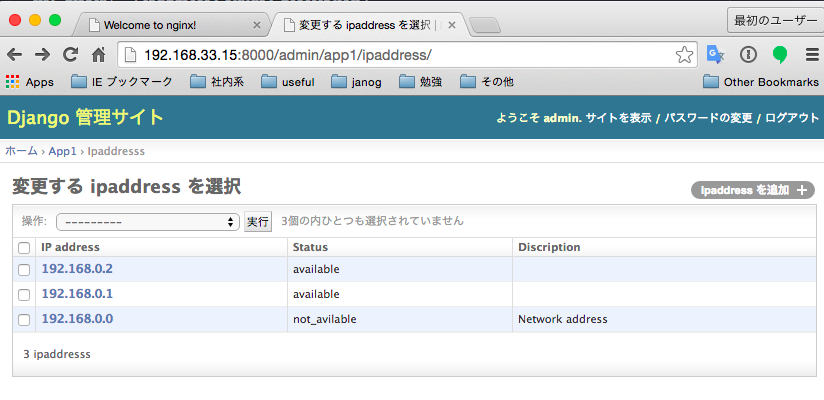 Welcome to nginx!
変更する ipaddress を選択 |
最初のユーザー
192.168.33.15:8000/admin/app1/ipaddress/
Apps IE ブックマーク 社内系 useful janog 勉強 その他 Other Bookmarks
Django 管理サイト
ようこそ admin. サイトを表示 / パスワードの変更 / ログアウト
ホーム › App1 › Ipaddresss
変更する ipaddress を選択
Ipaddress を追加 +
操作: --------- 実行 3個の内ひとつも選択されていません
IP address Status Discription
192.168.0.2 available
192.168.0.1 available
192.168.0.0 not_avilable Network address
3 ipaddresss